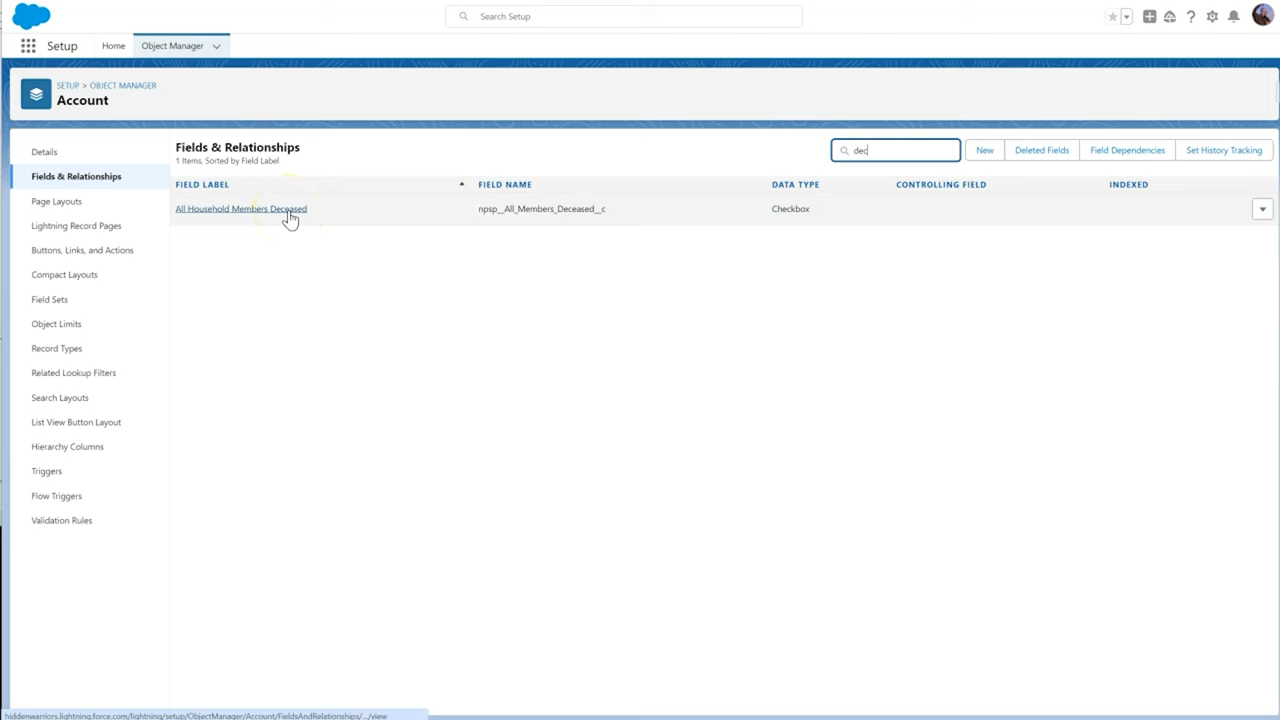 Search Setup
Setup
Home
Object Manager
SETUP > OBJECT MANAGER
Account
Details
Fields & Relationships
Page Layouts
Lightning Record Pages
Buttons, Links, and Actions
Compact Layouts
Field Sets
Object Limits
Record Types
Related Lookup Filters
Search Layouts
List View Button Layout
Hierarchy Columns
Triggers
Flow Triggers
Validation Rules
Fields & Relationships
1 Items, Sorted by Field Label
dec
New
Deleted Fields
Field Dependencies
Set History Tracking
FIELD LABEL FIELD NAME DATA TYPE CONTROLLING FIELD INDEXED
All Household Members Deceased npsp__All_Members_Deceased__c Checkbox
hiddenwarriors.lightning.force.com/lightning/setup/ObjectManager/Account/FieldsAndRelationships/.../view